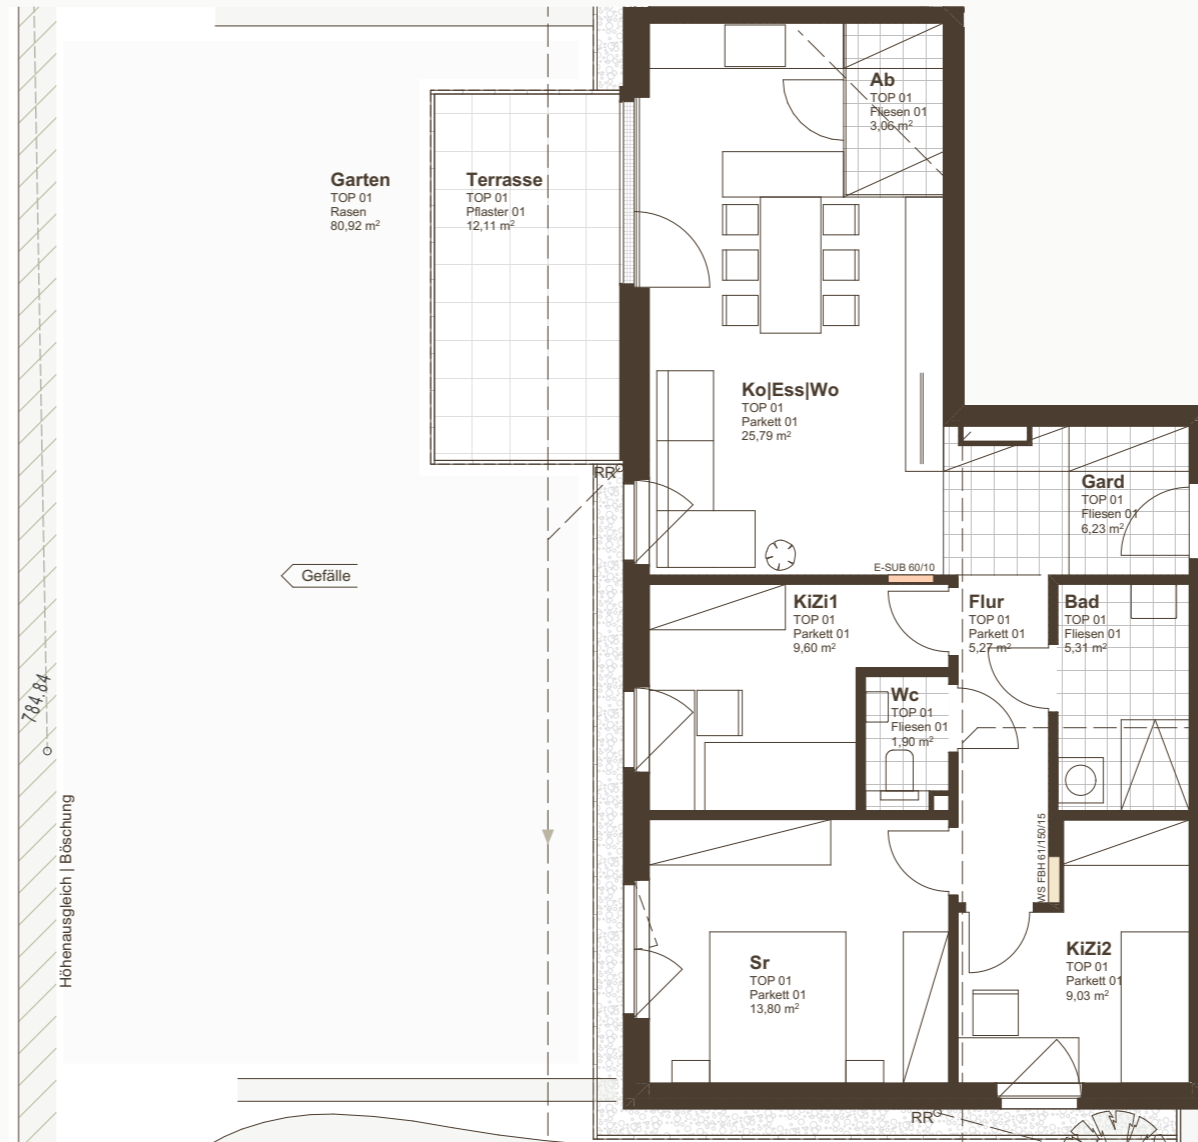 Ab
TOP 01
Fliesen 01
3,06 m²
Garten
TOP 01
Rasen
80,92 m²
Terrasse
TOP 01
Pflaster 01
12,11 m²
Ko|Ess|Wo
TOP 01
Parkett 01
25,79 m²
RR
Gard
TOP 01
Fliesen 01
6,23 m²
Gefälle
E-SUB 60/10
KiZi1
TOP 01
Parkett 01
9,60 m²
Flur
TOP 01
Parkett 01
5,27 m²
Bad
TOP 01
Fliesen 01
5,31 m²
Wc
TOP 01
Fliesen 01
1,90 m²
784.84
Höhenausgleich | Böschung
WS FBH 61/150/15
Sr
TOP 01
Parkett 01
13,80 m²
KiZi2
TOP 01
Parkett 01
9,03 m²
RR